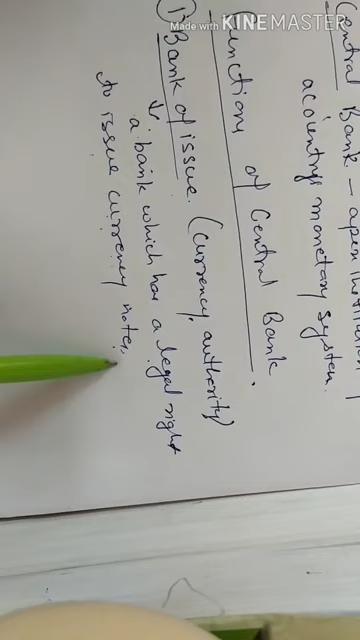 Made with KINEMASTER
Central Bank - apex institution
a country's monetary system.
Functions of Central Bank.
① Bank of issue. (currency authority)
a bank which has a legal right
to issue currency notes.